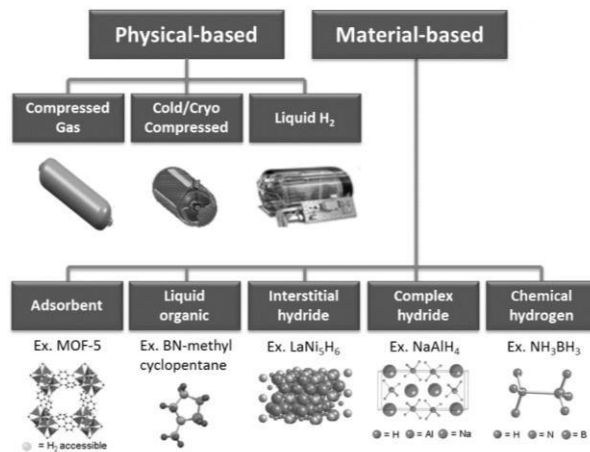 Physical-based
Material-based
Compressed
Gas
Cold/Cryo
Compressed
Liquid H₂
Adsorbent
Liquid
organic
Interstitial
hydride
Complex
hydride
Chemical
hydrogen
Ex. MOF-5
Ex. BN-methyl
cyclopentane
Ex. LaNi₅H₆
Ex. NaAlH₄
Ex. NH₃BH₃
= H₂ accessible
= H = Al = Na
= H = N = B